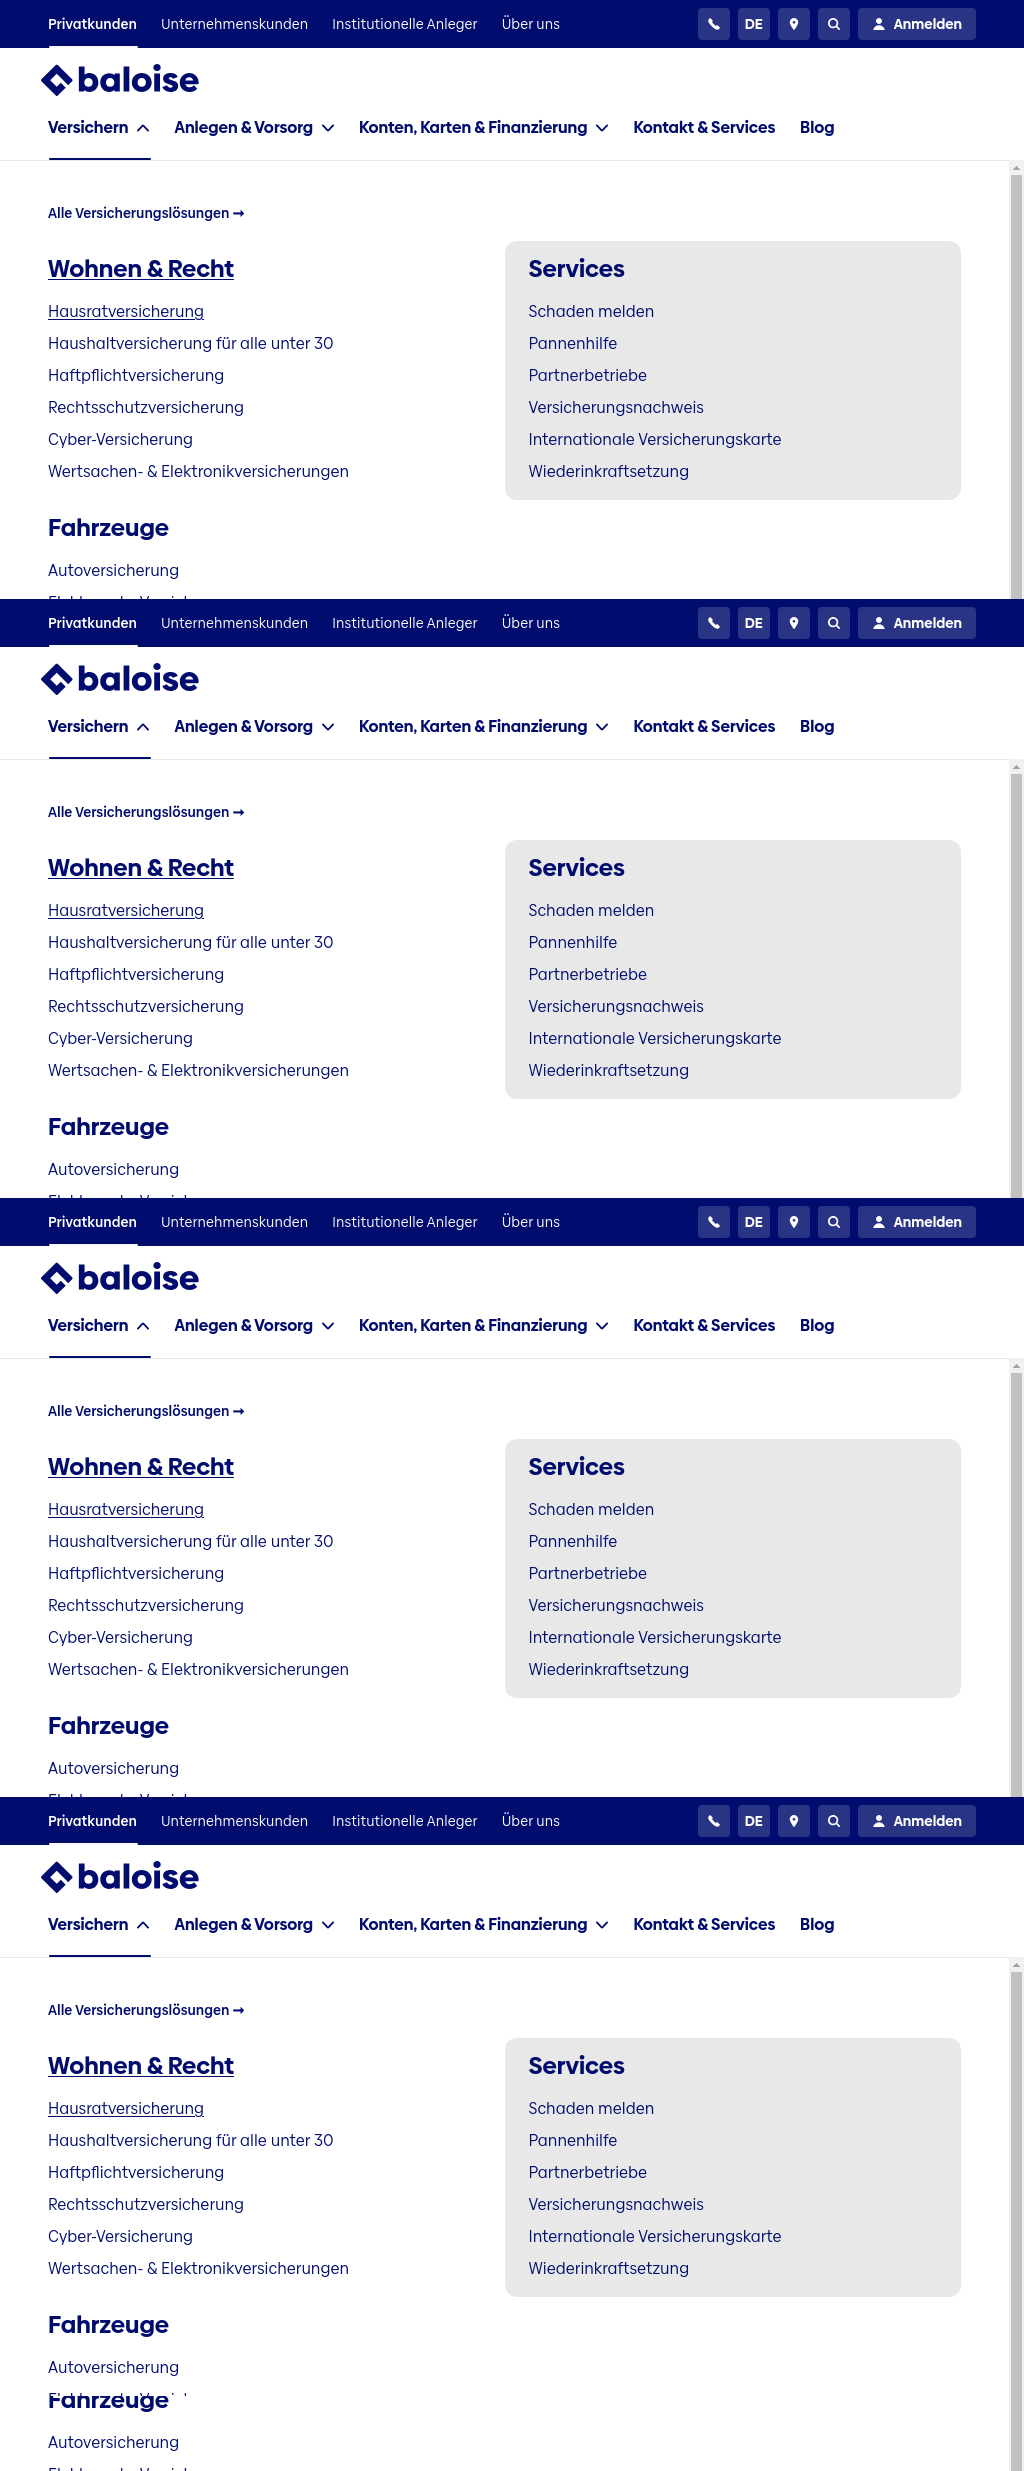 Privatkunden Unternehmenskunden Institutionelle Anleger Über uns DE Anmelden
baloise
Versichern Anlegen & Vorsorg Konten, Karten & Finanzierung Kontakt & Services Blog
Alle Versicherungslösungen →
Wohnen & Recht
Hausratversicherung
Haushaltversicherung für alle unter 30
Haftpflichtversicherung
Rechtsschutzversicherung
Cyber-Versicherung
Wertsachen- & Elektronikversicherungen
Services
Schaden melden
Pannenhilfe
Partnerbetriebe
Versicherungsnachweis
Internationale Versicherungskarte
Wiederinkraftsetzung
Fahrzeuge
Autoversicherung
Privatkunden Unternehmenskunden Institutionelle Anleger Über uns DE Anmelden
baloise
Versichern Anlegen & Vorsorg Konten, Karten & Finanzierung Kontakt & Services Blog
Alle Versicherungslösungen →
Wohnen & Recht
Hausratversicherung
Haushaltversicherung für alle unter 30
Haftpflichtversicherung
Rechtsschutzversicherung
Cyber-Versicherung
Wertsachen- & Elektronikversicherungen
Services
Schaden melden
Pannenhilfe
Partnerbetriebe
Versicherungsnachweis
Internationale Versicherungskarte
Wiederinkraftsetzung
Fahrzeuge
Autoversicherung
Privatkunden Unternehmenskunden Institutionelle Anleger Über uns DE Anmelden
baloise
Versichern Anlegen & Vorsorg Konten, Karten & Finanzierung Kontakt & Services Blog
Alle Versicherungslösungen →
Wohnen & Recht
Hausratversicherung
Haushaltversicherung für alle unter 30
Haftpflichtversicherung
Rechtsschutzversicherung
Cyber-Versicherung
Wertsachen- & Elektronikversicherungen
Services
Schaden melden
Pannenhilfe
Partnerbetriebe
Versicherungsnachweis
Internationale Versicherungskarte
Wiederinkraftsetzung
Fahrzeuge
Autoversicherung
Privatkunden Unternehmenskunden Institutionelle Anleger Über uns DE Anmelden
baloise
Versichern Anlegen & Vorsorg Konten, Karten & Finanzierung Kontakt & Services Blog
Alle Versicherungslösungen →
Wohnen & Recht
Hausratversicherung
Haushaltversicherung für alle unter 30
Haftpflichtversicherung
Rechtsschutzversicherung
Cyber-Versicherung
Wertsachen- & Elektronikversicherungen
Services
Schaden melden
Pannenhilfe
Partnerbetriebe
Versicherungsnachweis
Internationale Versicherungskarte
Wiederinkraftsetzung
Fahrzeuge
Autoversicherung
Fahrzeuge
Autoversicherung